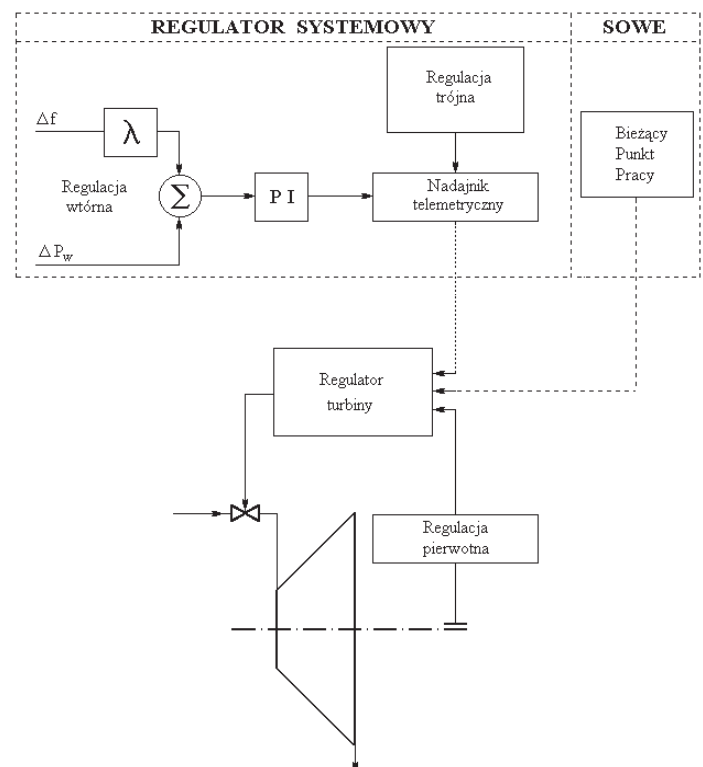 REGULATOR SYSTEMOWY
SOWE
Regulacja
trójna
Δf
λ
Bieżący
Punkt
Pracy
Regulacja
wtórna
Σ
P I
Nadajnik
telemetryczny
ΔPw
Regulator
turbiny
Regulacja
pierwotna